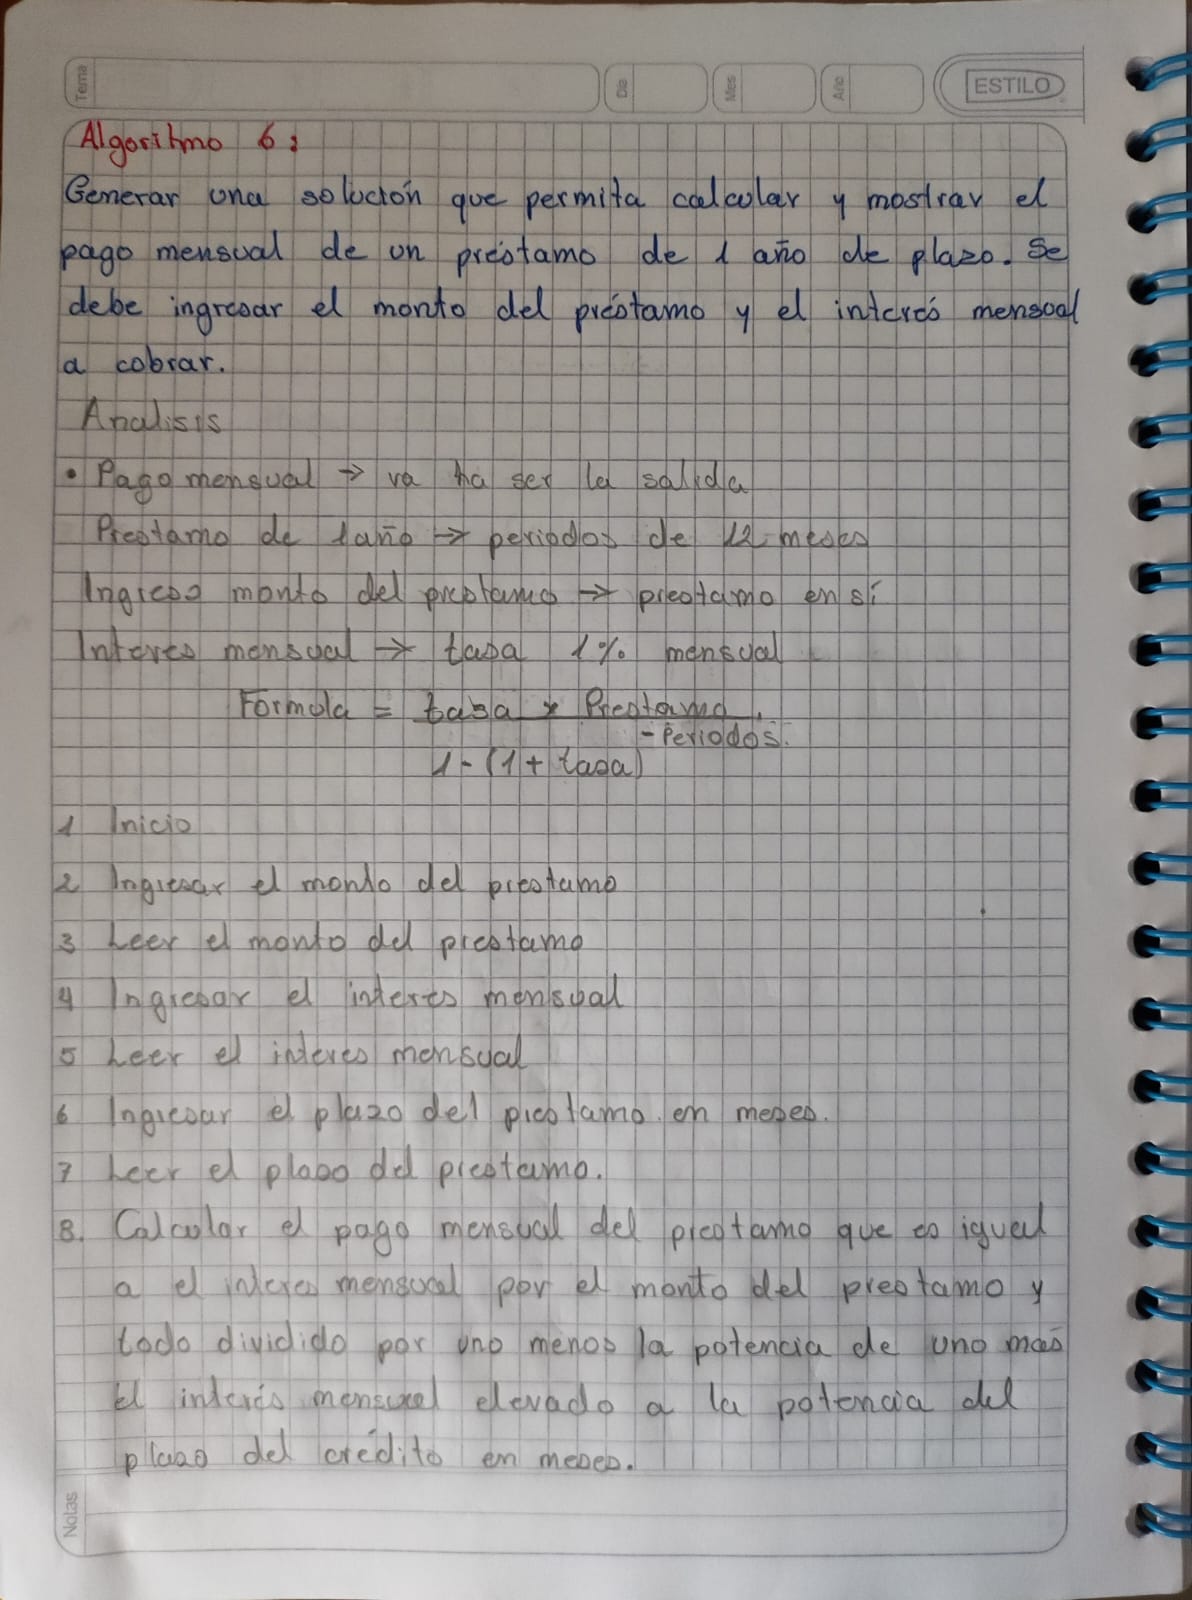 Tema
Dia
Mes
Año
ESTILO
Algoritmo 6:
Generar una solución que permita calcular y mostrar el
pago mensual de un préstamo de 1 año de plazo. Se
debe ingresar el monto del préstamo y el interés mensual
a cobrar.
Analisis
• Pago mensual → va ha ser la salida
Prestamo de 1 año → periodos de 12 meses
Ingreso monto del prestamo → prestamo en sí
Interes mensual → tasa 1% mensual
Formula = tasa x Prestamo
- Periodos.
1 - (1 + tasa)
1 Inicio
2 Ingresar el monto del prestamo
3 Leer el monto del prestamo
4 Ingresar el interes mensual
5 Leer el interes mensual
6 Ingresar el plazo del prestamo en meses.
7 Leer el plaso del prestamo.
8. Calcular el pago mensual del prestamo que es igual
a el interes mensual por el monto del prestamo y
todo dividido por uno menos la potencia de uno mas
el interés mensual elevado a la potencia del
plazo del crédito en meses.
Notas